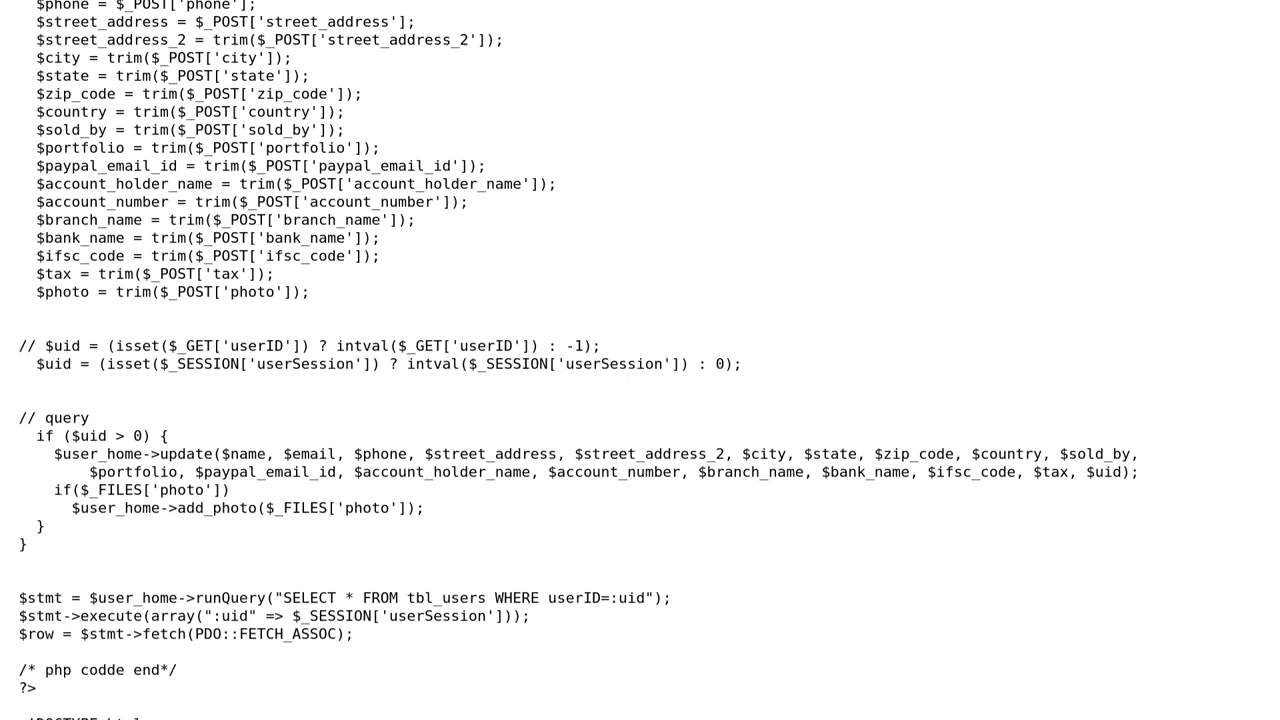 $phone = $_POST['phone'];
$street_address = $_POST['street_address'];
$street_address_2 = trim($_POST['street_address_2']);
$city = trim($_POST['city']);
$state = trim($_POST['state']);
$zip_code = trim($_POST['zip_code']);
$country = trim($_POST['country']);
$sold_by = trim($_POST['sold_by']);
$portfolio = trim($_POST['portfolio']);
$paypal_email_id = trim($_POST['paypal_email_id']);
$account_holder_name = trim($_POST['account_holder_name']);
$account_number = trim($_POST['account_number']);
$branch_name = trim($_POST['branch_name']);
$bank_name = trim($_POST['bank_name']);
$ifsc_code = trim($_POST['ifsc_code']);
$tax = trim($_POST['tax']);
$photo = trim($_POST['photo']);
// $uid = (isset($_GET['userID']) ? intval($_GET['userID']) : -1);
$uid = (isset($_SESSION['userSession']) ? intval($_SESSION['userSession']) : 0);
// query
if ($uid > 0) {
$user_home->update($name, $email, $phone, $street_address, $street_address_2, $city, $state, $zip_code, $country, $sold_by,
$portfolio, $paypal_email_id, $account_holder_name, $account_number, $branch_name, $bank_name, $ifsc_code, $tax, $uid);
if($_FILES['photo'])
$user_home->add_photo($_FILES['photo']);
}
}
$stmt = $user_home->runQuery("SELECT * FROM tbl_users WHERE userID=:uid");
$stmt->execute(array(":uid" => $_SESSION['userSession']));
$row = $stmt->fetch(PDO::FETCH_ASSOC);
/* php codde end*/
?>